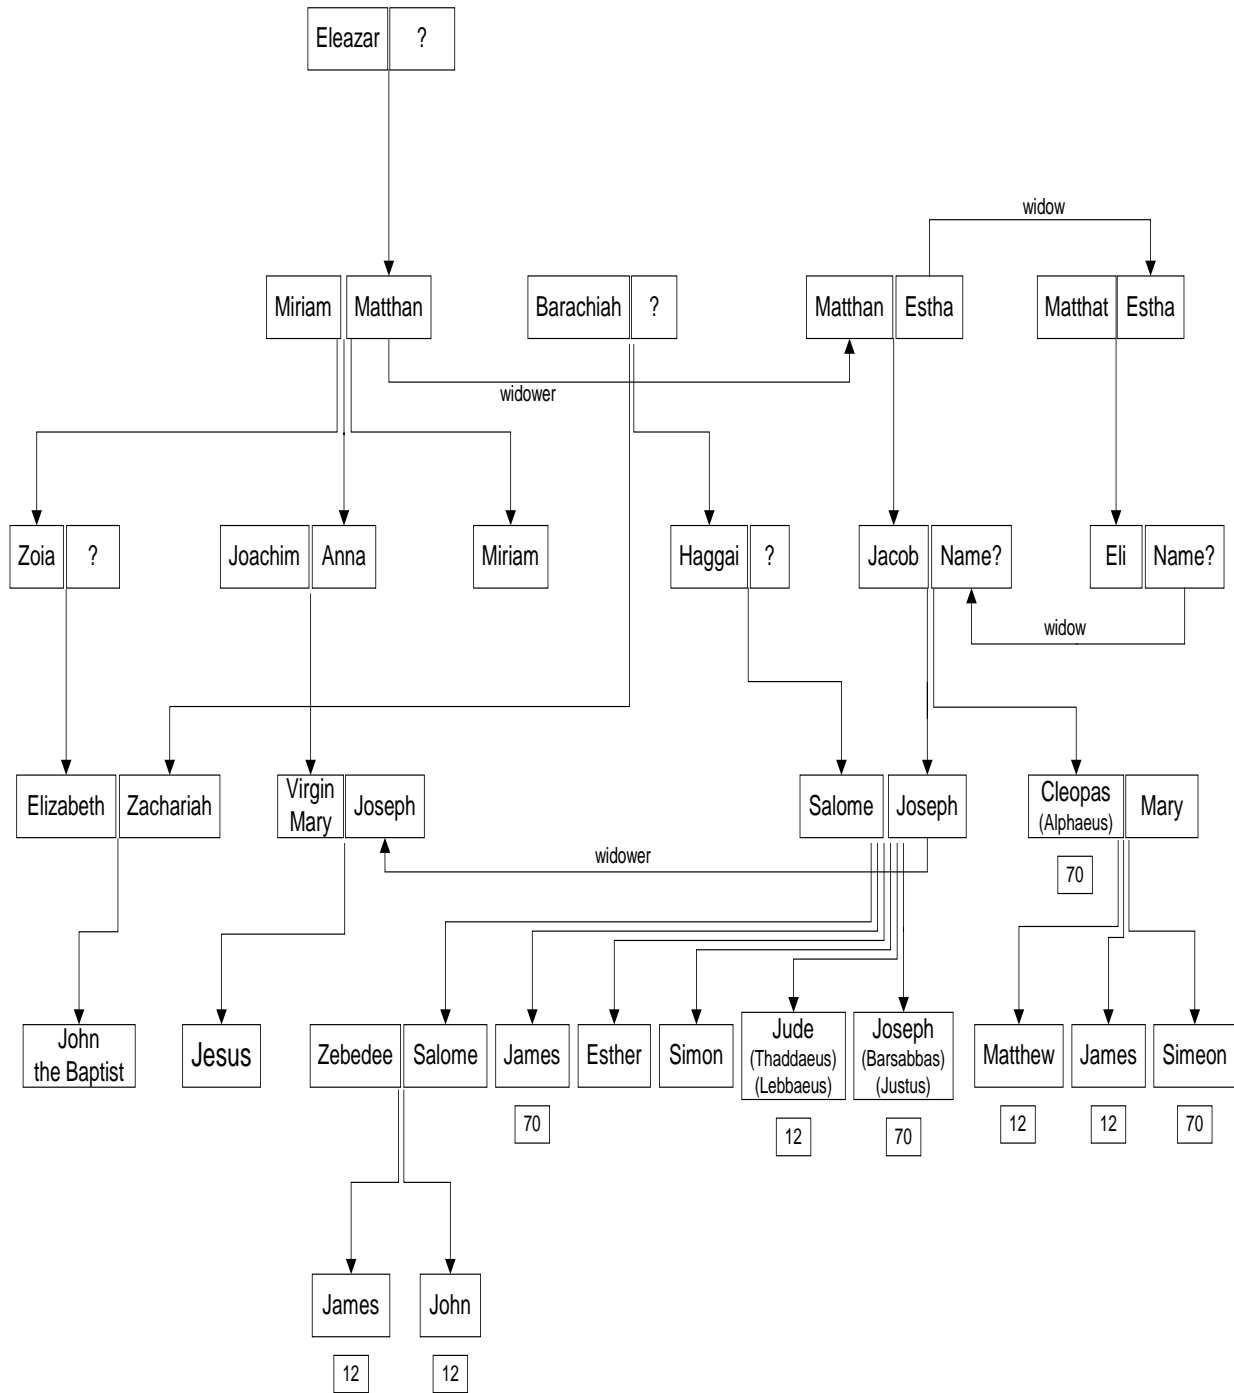 Eleazar ?
widow
Miriam Matthan Barachiah ? Matthan Estha Matthat Estha
widower
Zoia ? Joachim Anna Miriam Haggai ? Jacob Name? Eli Name?
widow
Elizabeth Zachariah Virgin Mary Joseph Salome Joseph Cleopas (Alphaeus) Mary
widower
70
John
the Baptist
Jesus
Zebedee Salome James Esther Simon
Jude
(Thaddaeus)
(Lebbaeus)
Joseph
(Barsabbas)
(Justus)
Matthew James Simeon
70 12 70 12 12 70
James John
12 12